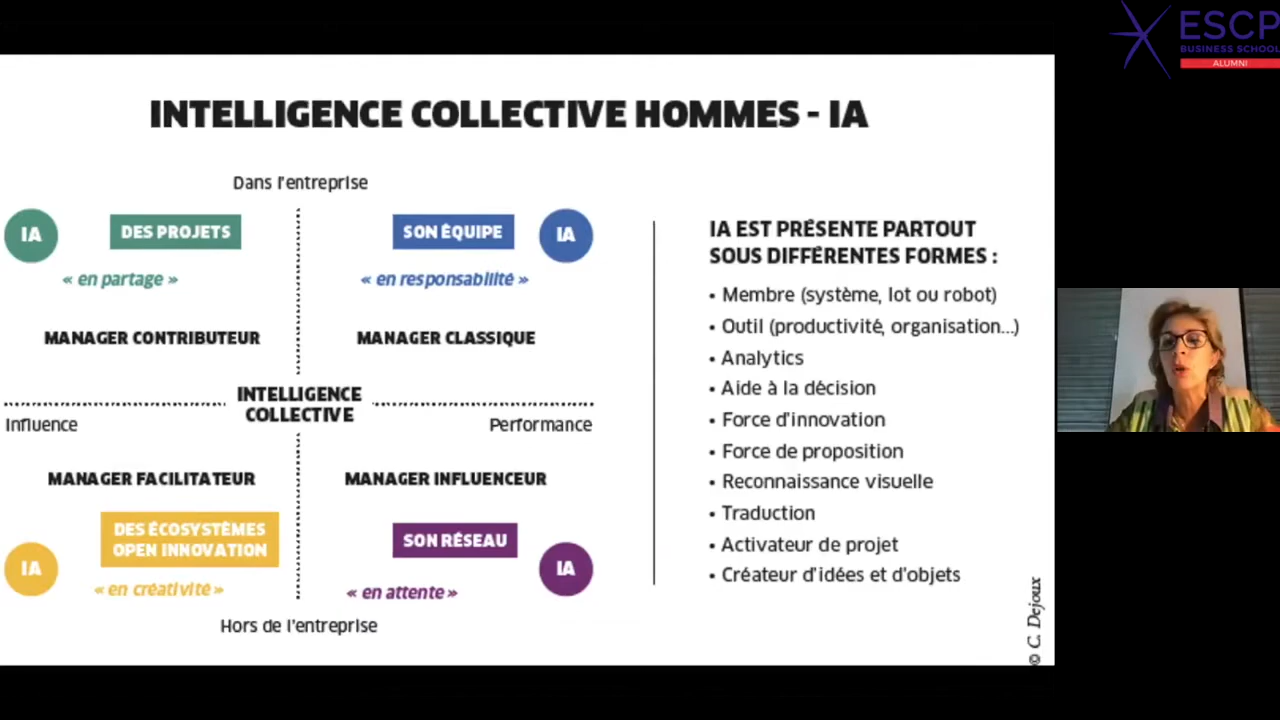 ESCP
BUSINESS SCHOOL
ALUMNI
INTELLIGENCE COLLECTIVE HOMMES - IA
Dans l'entreprise
IA
DES PROJETS
« en partage »
MANAGER CONTRIBUTEUR
SON ÉQUIPE
IA
« en responsabilité »
MANAGER CLASSIQUE
INTELLIGENCE
COLLECTIVE
Influence
Performance
MANAGER FACILITATEUR
DES ÉCOSYSTÈMES
OPEN INNOVATION
IA
« en créativité »
MANAGER INFLUENCEUR
SON RÉSEAU
IA
« en attente »
Hors de l'entreprise
IA EST PRÉSENTE PARTOUT
SOUS DIFFÉRENTES FORMES :
• Membre (système, Iot ou robot)
• Outil (productivité, organisation...)
• Analytics
• Aide à la décision
• Force d'innovation
• Force de proposition
• Reconnaissance visuelle
• Traduction
• Activateur de projet
• Créateur d'idées et d'objets
© C. Dejoux